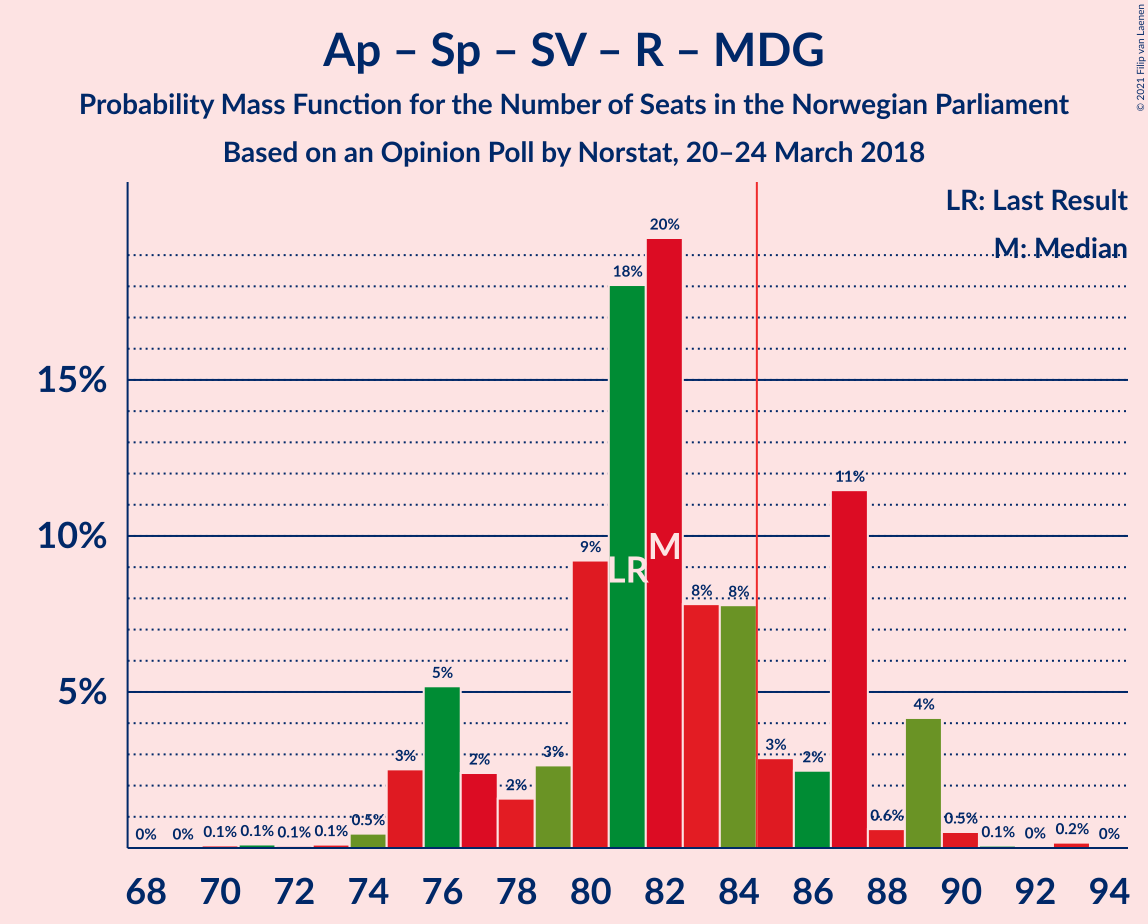 Ap – Sp – SV – R – MDG
Probability Mass Function for the Number of Seats in the Norwegian Parliament
Based on an Opinion Poll by Norstat, 20–24 March 2018
© 2021 Filip van Laenen
LR: Last Result
M: Median
15%
10%
5%
0% 0% 0.1% 0.1% 0.1% 0.1% 0.5% 3% 5% 2% 2% 3% 9% 18% 20% 8% 8% 3% 2% 11% 0.6% 4% 0.5% 0.1% 0% 0.2% 0%
LR M
68 70 72 74 76 78 80 82 84 86 88 90 92 94